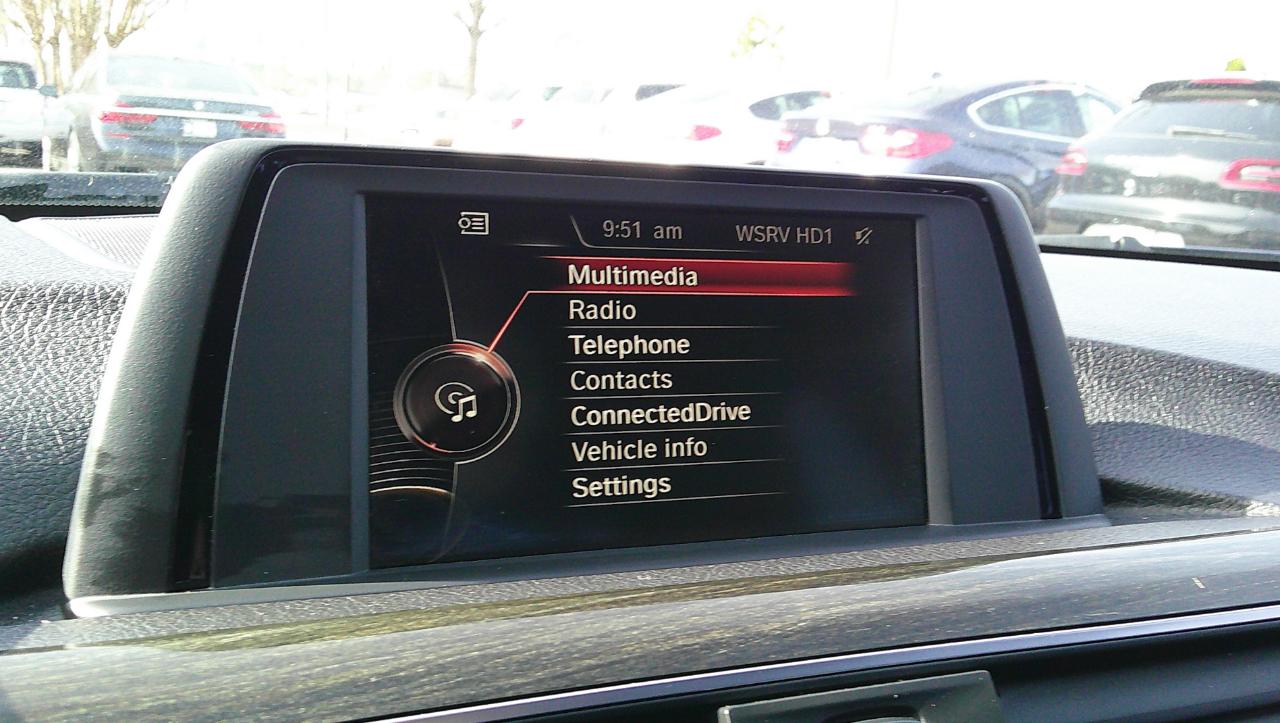 9:51 am WSRV HD1
Multimedia
Radio
Telephone
Contacts
ConnectedDrive
Vehicle info
Settings